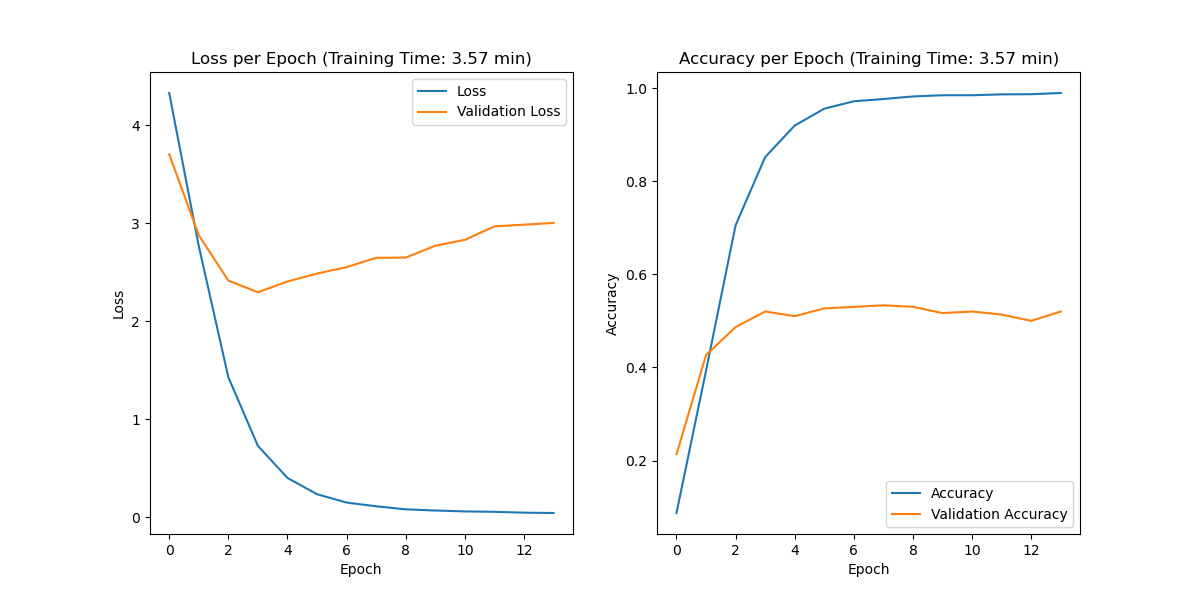 Loss per Epoch (Training Time: 3.57 min)
Loss
Validation Loss
4
3
2
1
0
Loss
0 2 4 6 8 10 12
Epoch
Accuracy per Epoch (Training Time: 3.57 min)
1.0
0.8
0.6
0.4
0.2
Accuracy
Accuracy
Validation Accuracy
0 2 4 6 8 10 12
Epoch